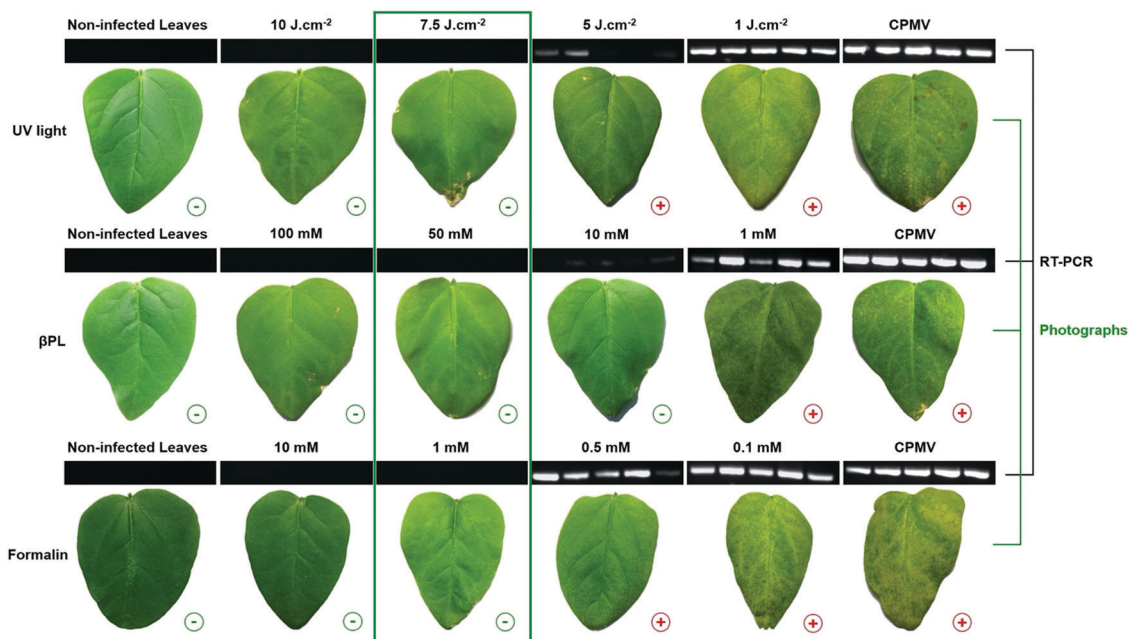 Non-infected Leaves 10 J.cm⁻² 7.5 J.cm⁻² 5 J.cm⁻² 1 J.cm⁻² CPMV
UV light
- - - + + +
Non-infected Leaves 100 mM 50 mM 10 mM 1 mM CPMV
RT-PCR
βPL
Photographs
- - - - + +
Non-infected Leaves 10 mM 1 mM 0.5 mM 0.1 mM CPMV
Formalin
- - - + + +